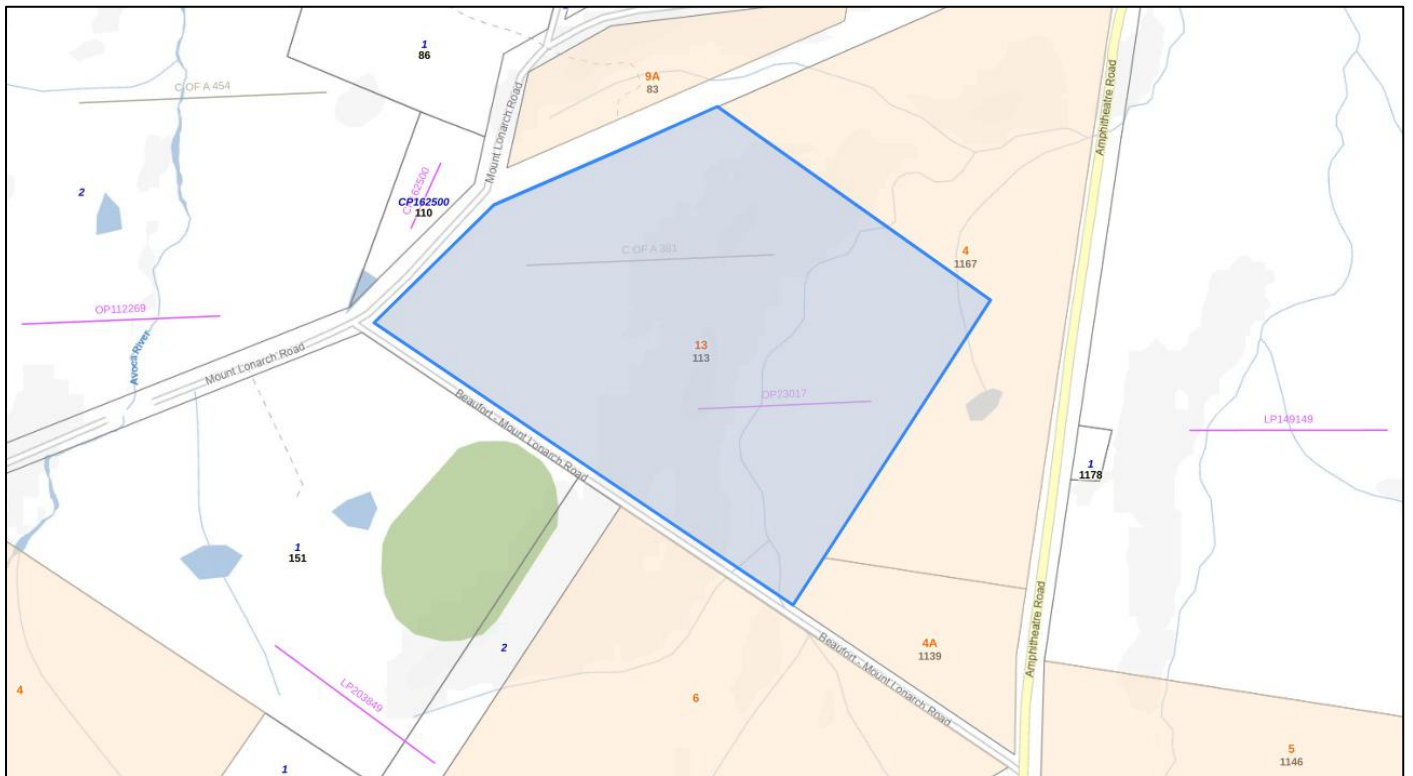 1
86
C OF A 454
9A
83
Mount Lonarch Road
Amphitheatre Road
2
CP162500
110
C OF A 381
4
1167
OP112269
Avoca River
Mount Lonarch Road
13
113
OP23017
Beaufort - Mount Lonarch Road
LP149149
1
1178
1
151
2
4A
1139
Amphitheatre Road
Beaufort - Mount Lonarch Road
LP203849
4
6
5
1146
1